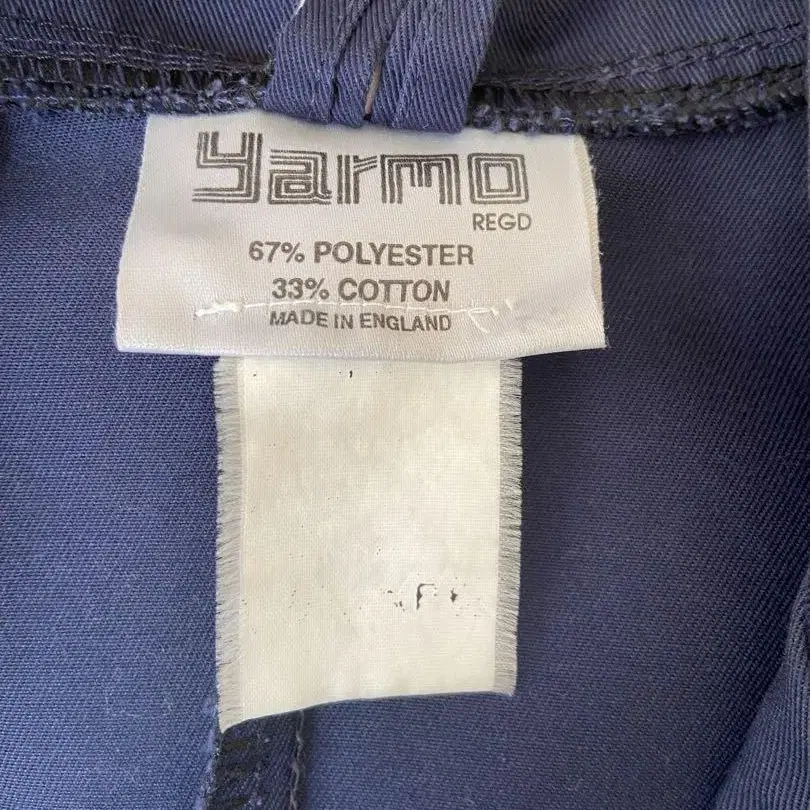 Yarmo
REGD
67% POLYESTER
33% COTTON
MADE IN ENGLAND